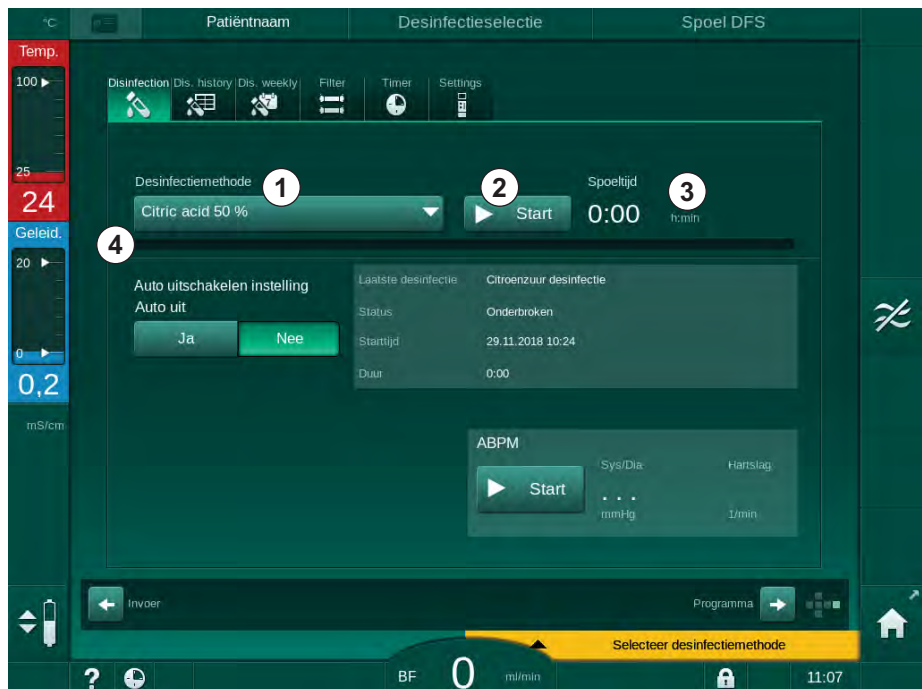 °C Patiëntnaam Desinfectieselectie Spoel DFS
Temp.
100
25
24
Geleid.
20
0
0,2
mS/cm
Disinfection Dis. history Dis. weekly Filter Timer Settings
7
Desinfectiemethode 1 2 Spoeltijd 3
Citric acid 50 % Start 0:00 h:min
4
Auto uitschakelen instelling
Auto uit
Ja Nee
Laatste desinfectie Citroenzuur desinfectie
Status Onderbroken
Starttijd 29.11.2018 10:24
Duur 0:00
ABPM
Start
Sys/Dia Hartslag
. . .
mmHg 1/min
Invoer Programma
Selecteer desinfectiemethode
? BF 0 ml/min 11:07